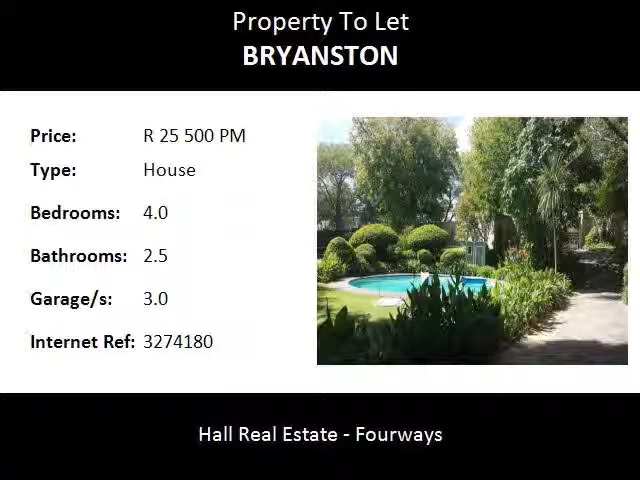 Property To Let
BRYANSTON
Price: R 25 500 PM
Type: House
Bedrooms: 4.0
Bathrooms: 2.5
Garage/s: 3.0
Internet Ref: 3274180
Hall Real Estate - Fourways